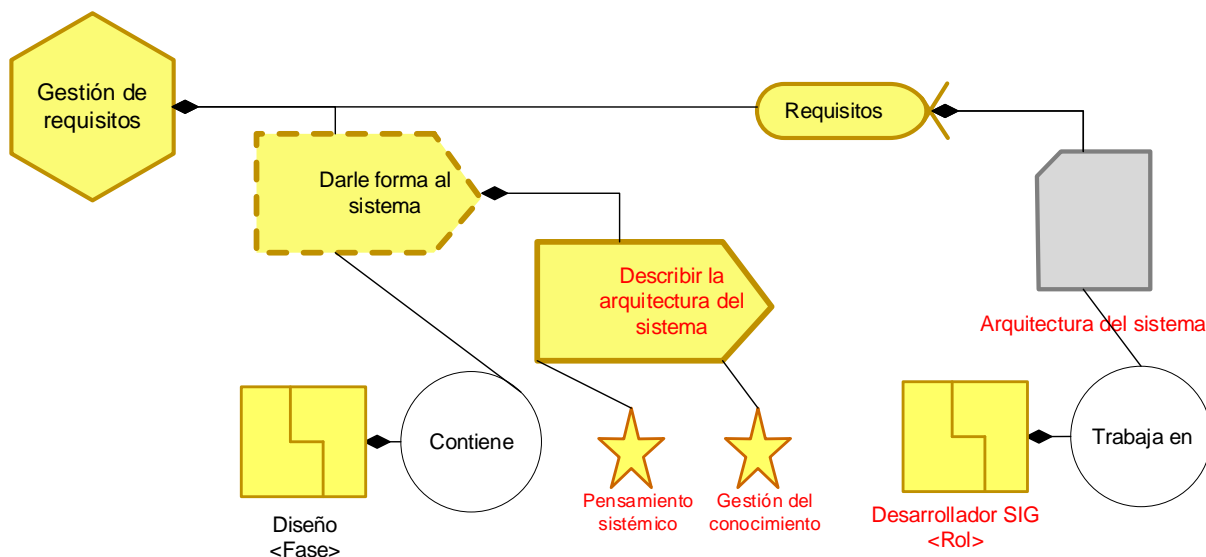 Gestión de
requisitos
Requisitos
Darle forma al
sistema
Describir la
arquitectura del
sistema
Arquitectura del sistema
Contiene
Trabaja en
Pensamiento
sistémico
Gestión del
conocimiento
Diseño
<Fase>
Desarrollador SIG
<Rol>